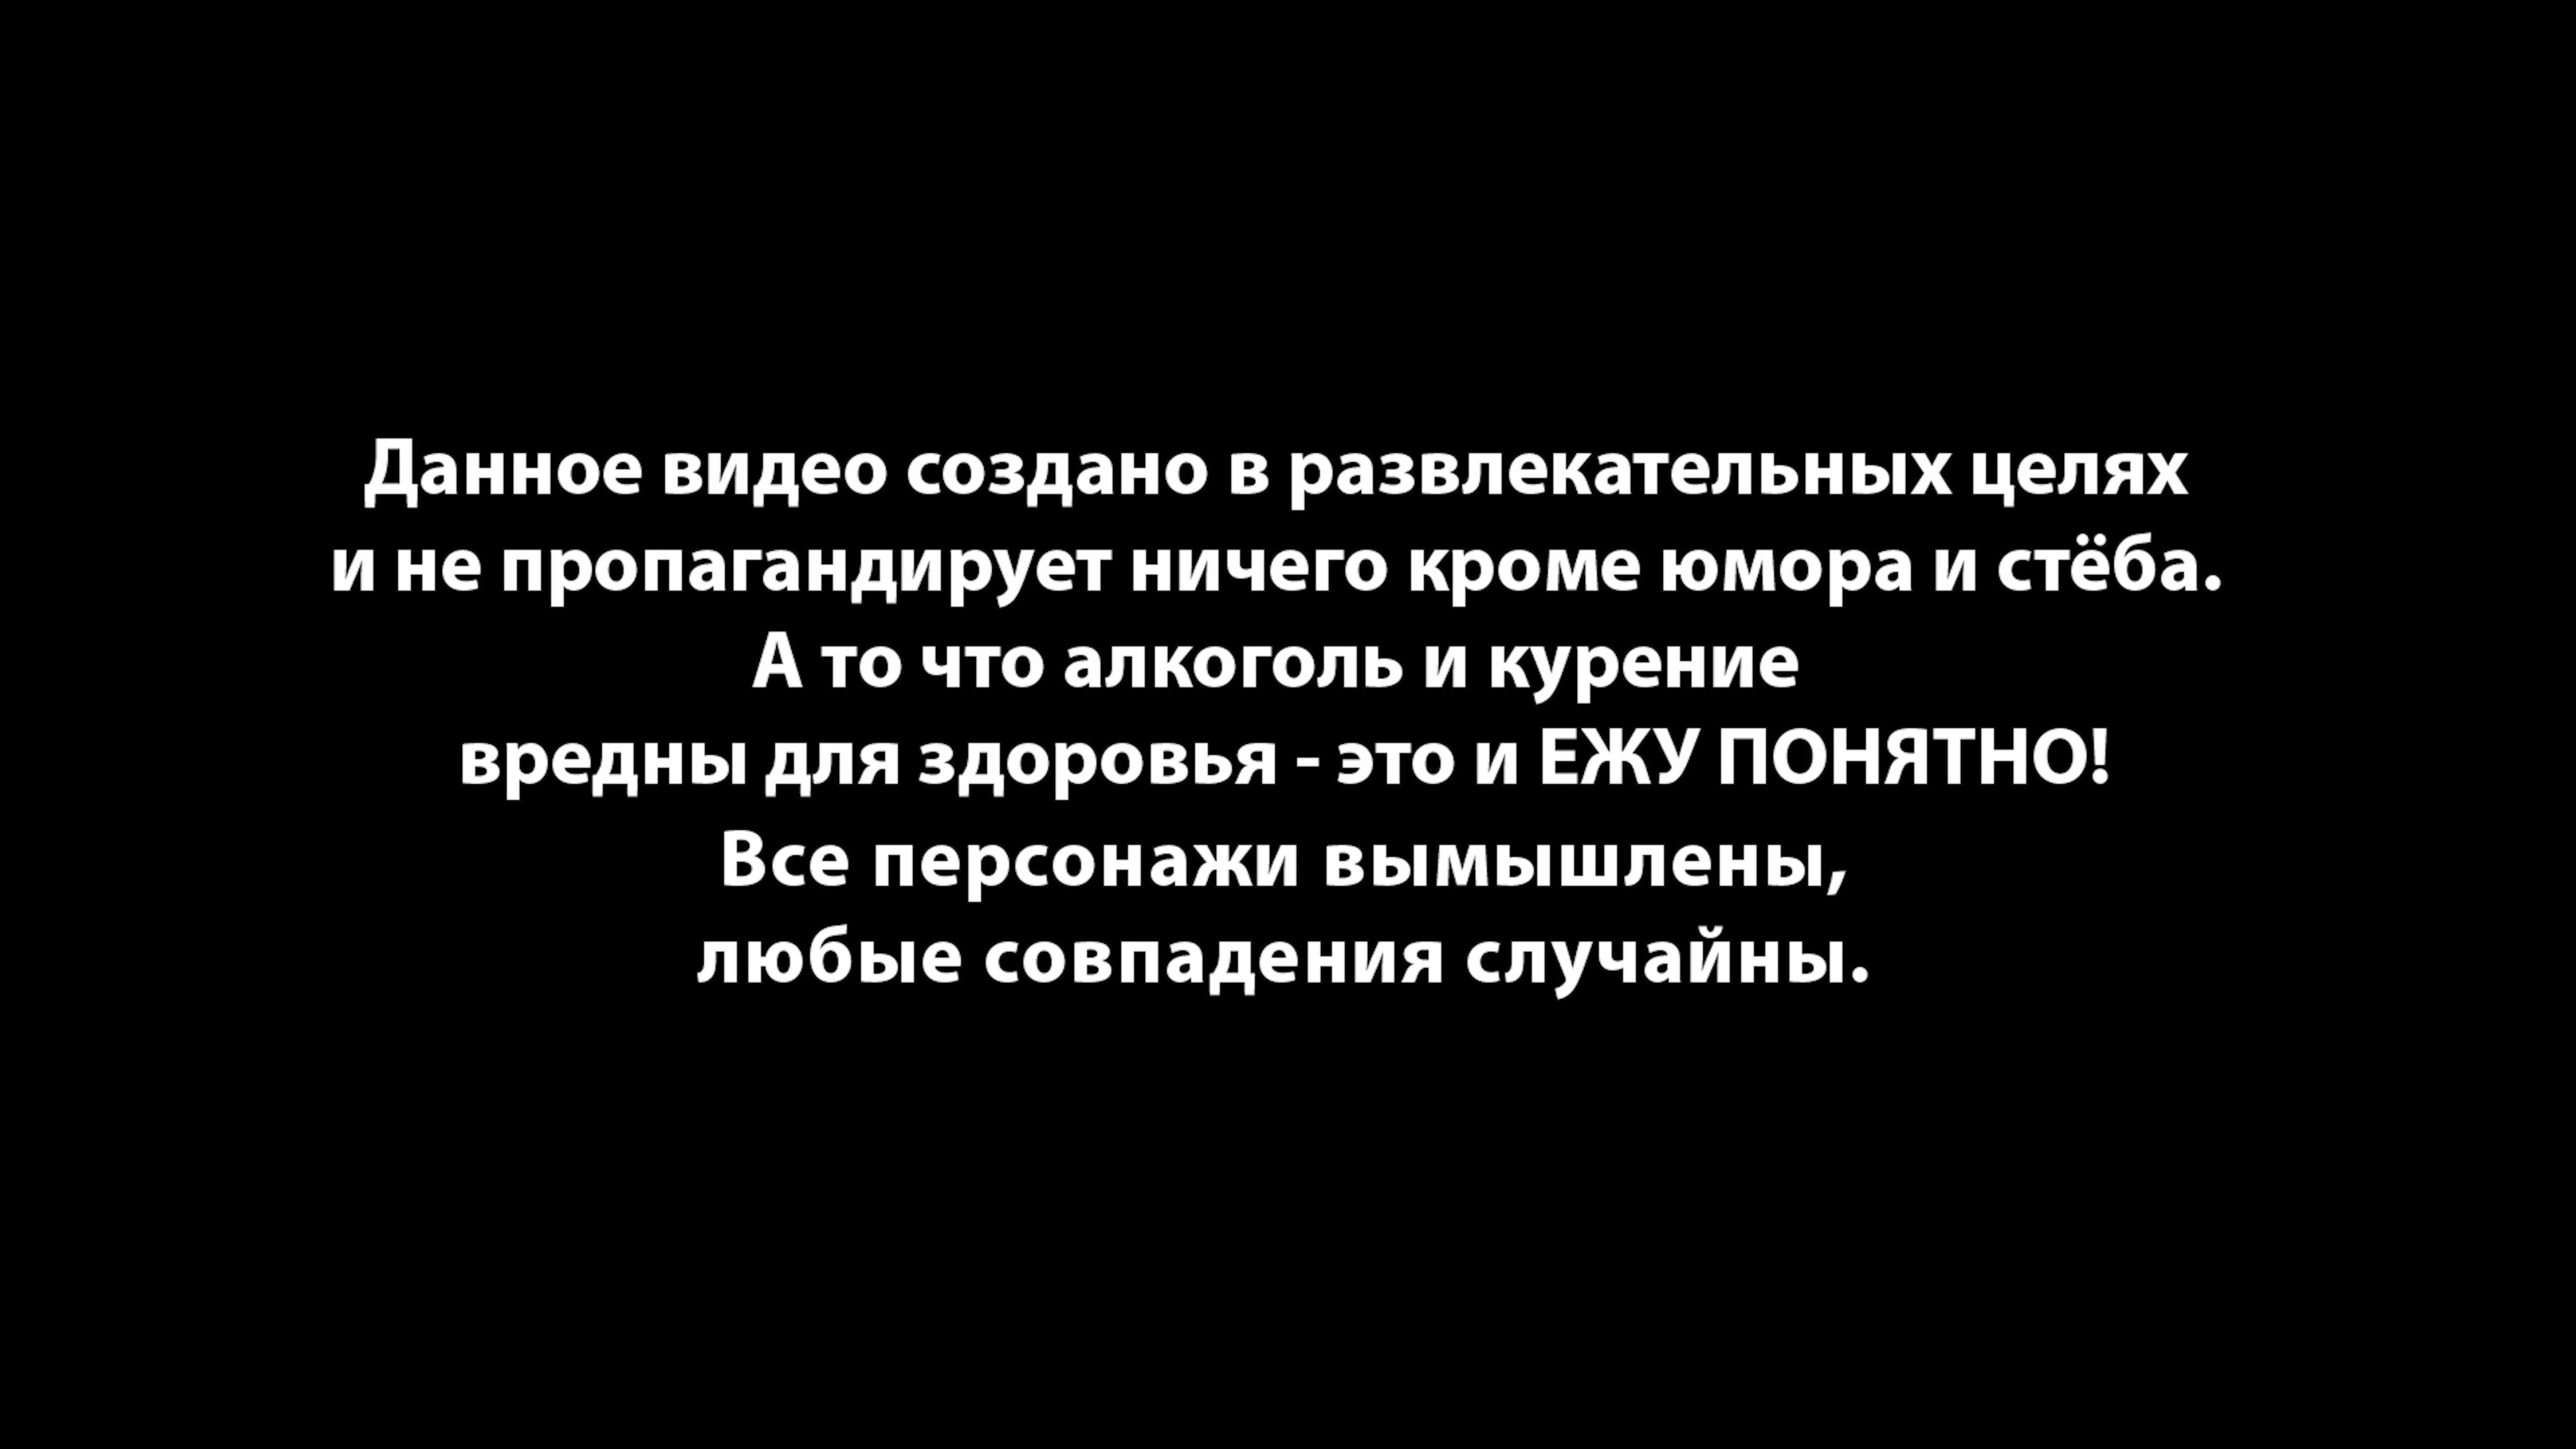 Данное видео создано в развлекательных целях
и не пропагандирует ничего кроме юмора и стёба.
А то что алкоголь и курение
вредны для здоровья - это и ЕЖУ ПОНЯТНО!
Все персонажи вымышлены,
любые совпадения случайны.